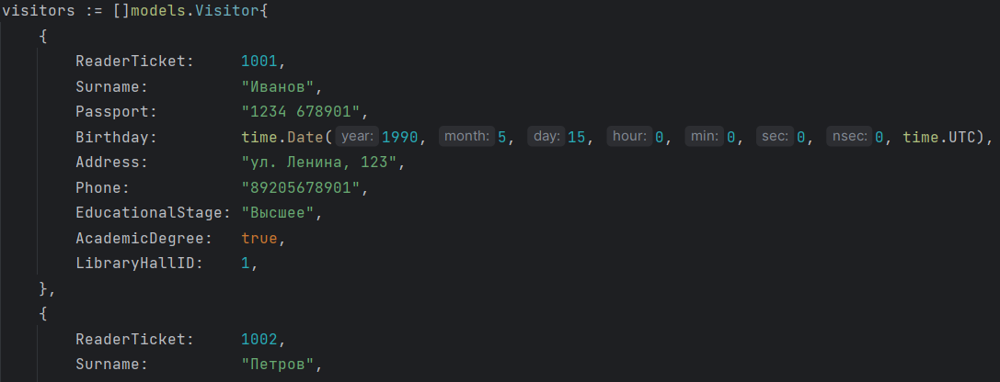 visitors := []models.Visitor{
{
ReaderTicket: 1001,
Surname: "Иванов",
Passport: "1234 678901",
Birthday: time.Date( year: 1990, month: 5, day: 15, hour: 0, min: 0, sec: 0, nsec: 0, time.UTC),
Address: "ул. Ленина, 123",
Phone: "89205678901",
EducationalStage: "Высшее",
AcademicDegree: true,
LibraryHallID: 1,
},
{
ReaderTicket: 1002,
Surname: "Петров",